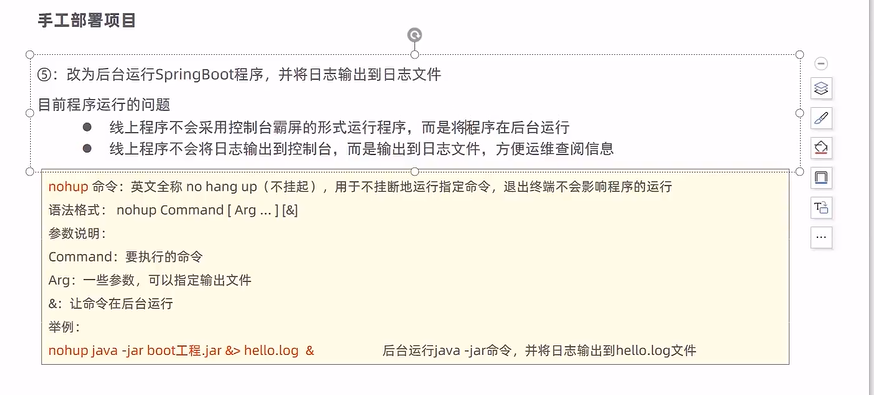 手工部署项目
⑤：改为后台运行SpringBoot程序，并将日志输出到日志文件
目前程序运行的问题
● 线上程序不会采用控制台霸屏的形式运行程序，而是将程序在后台运行
● 线上程序不会将日志输出到控制台，而是输出到日志文件，方便运维查阅信息
nohup 命令：英文全称 no hang up（不挂起），用于不挂断地运行指定命令，退出终端不会影响程序的运行
语法格式： nohup Command [ Arg … ] [&]
参数说明：
Command：要执行的命令
Arg：一些参数，可以指定输出文件
&：让命令在后台运行
举例：
nohup java -jar boot工程.jar &> hello.log & 后台运行java -jar命令，并将日志输出到hello.log文件